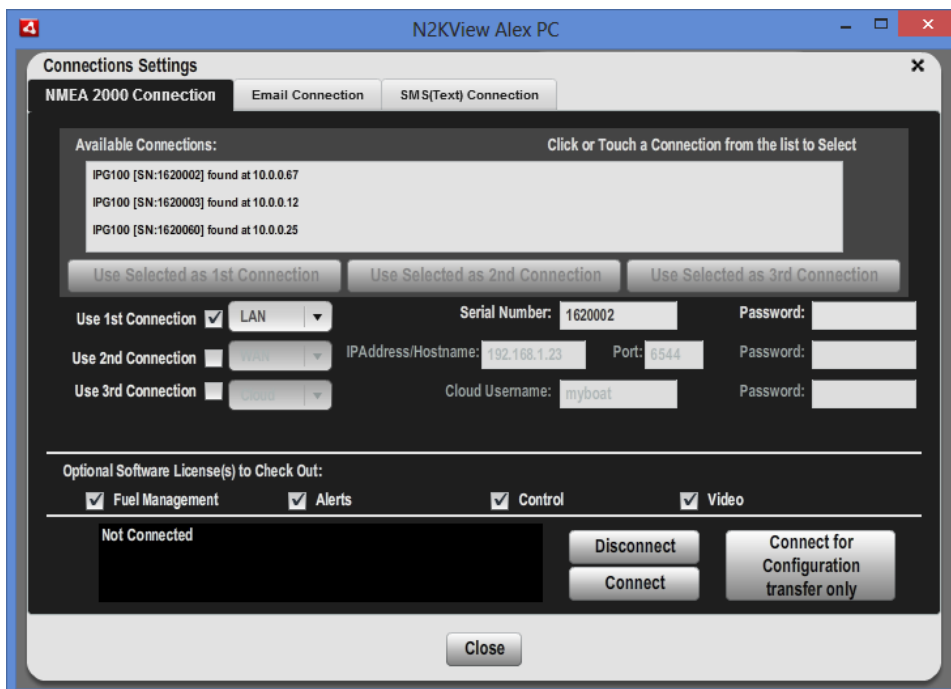 N2KView Alex PC
Connections Settings
NMEA 2000 Connection Email Connection SMS(Text) Connection
Available Connections: Click or Touch a Connection from the list to Select
IPG100 [SN:1620002] found at 10.0.0.67
IPG100 [SN:1620003] found at 10.0.0.12
IPG100 [SN:1620060] found at 10.0.0.25
Use Selected as 1st Connection Use Selected as 2nd Connection Use Selected as 3rd Connection
Use 1st Connection LAN Serial Number: 1620002 Password:
Use 2nd Connection WAN IPAddress/Hostname: 192.168.1.23 Port: 6544 Password:
Use 3rd Connection Cloud Cloud Username: myboat Password:
Optional Software License(s) to Check Out:
Fuel Management Alerts Control Video
Not Connected
Disconnect
Connect
Connect for
Configuration
transfer only
Close